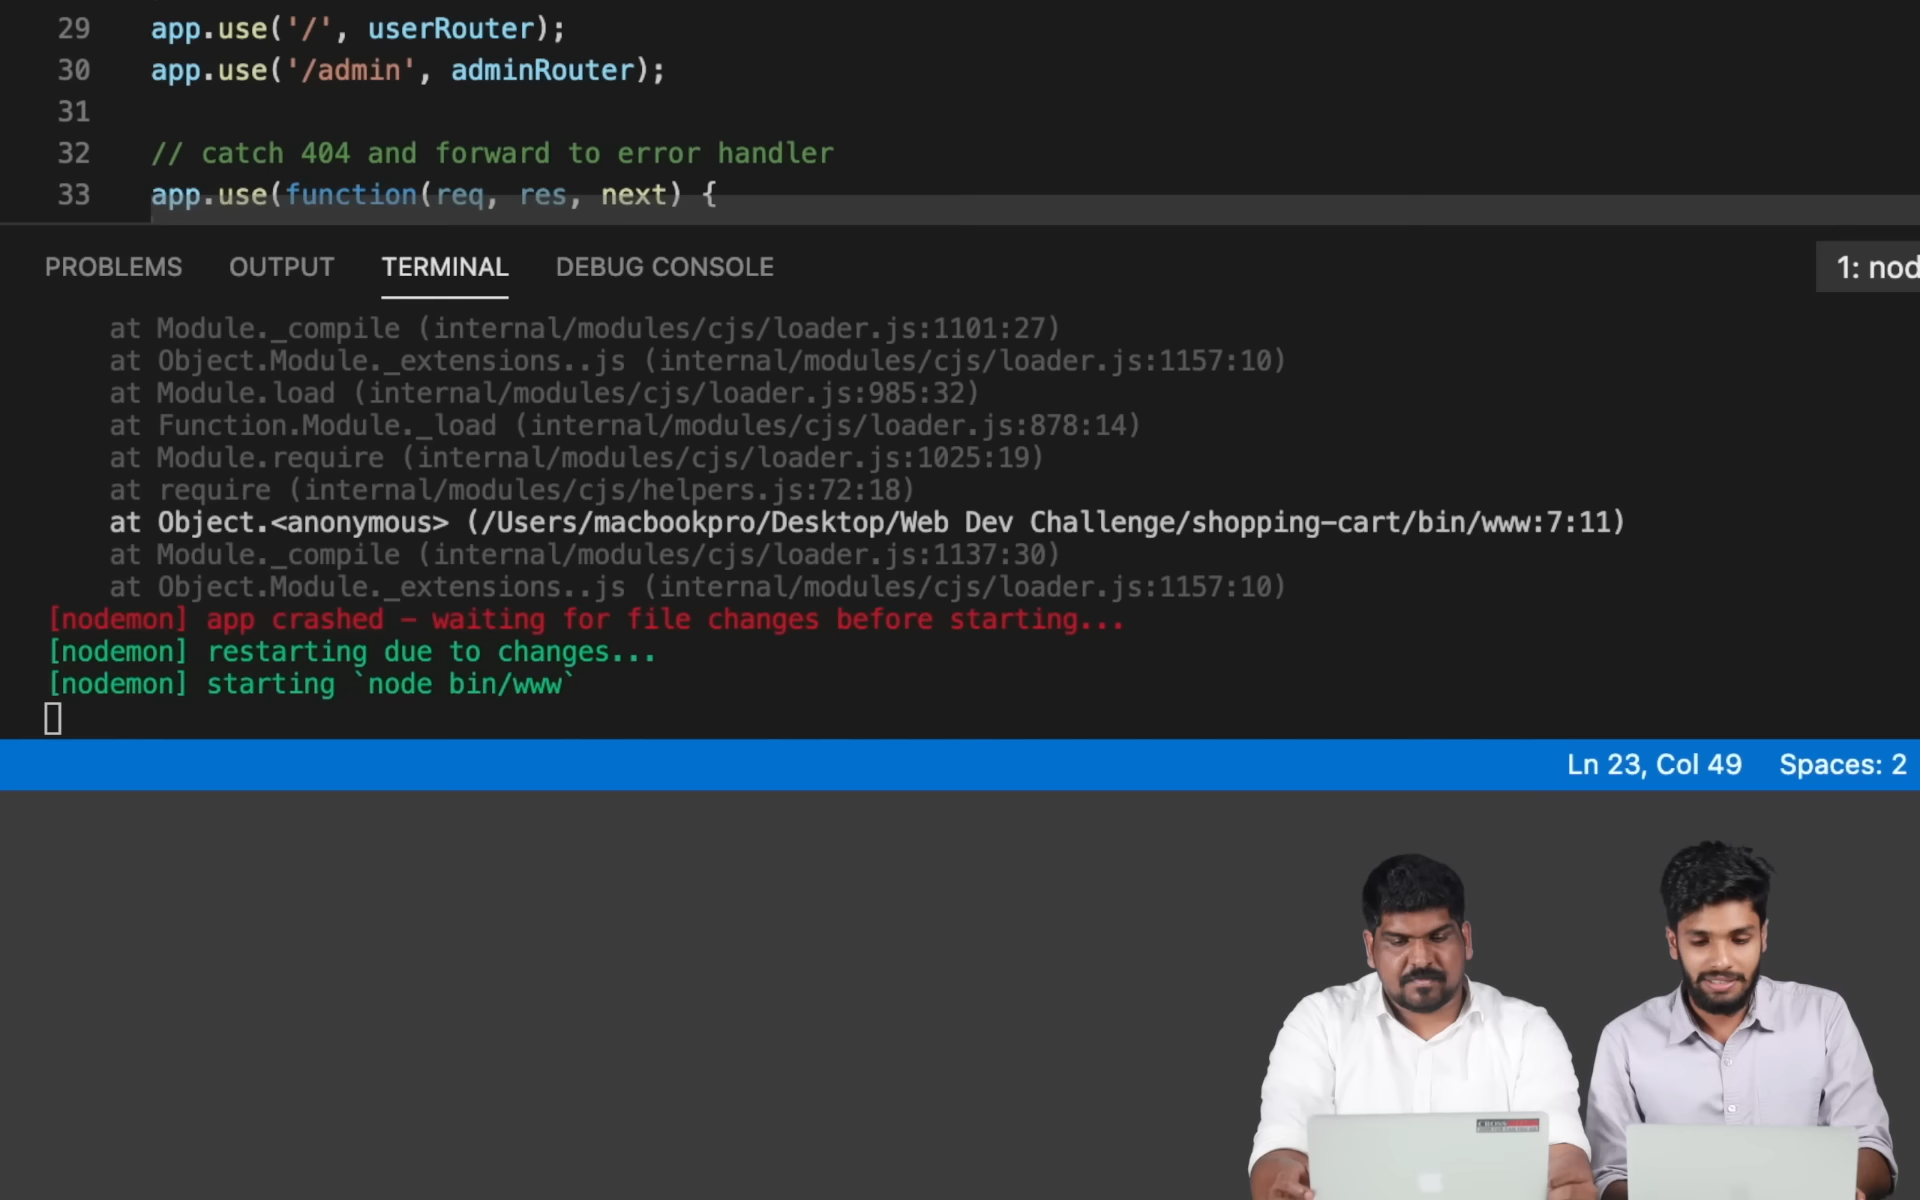 29 app.use('/', userRouter);
30 app.use('/admin', adminRouter);
31
32 // catch 404 and forward to error handler
33 app.use(function(req, res, next) {
PROBLEMS OUTPUT TERMINAL DEBUG CONSOLE 1: nod
at Module._compile (internal/modules/cjs/loader.js:1101:27)
at Object.Module._extensions..js (internal/modules/cjs/loader.js:1157:10)
at Module.load (internal/modules/cjs/loader.js:985:32)
at Function.Module._load (internal/modules/cjs/loader.js:878:14)
at Module.require (internal/modules/cjs/loader.js:1025:19)
at require (internal/modules/cjs/helpers.js:72:18)
at Object.<anonymous> (/Users/macbookpro/Desktop/Web Dev Challenge/shopping-cart/bin/www:7:11)
at Module._compile (internal/modules/cjs/loader.js:1137:30)
at Object.Module._extensions..js (internal/modules/cjs/loader.js:1157:10)
[nodemon] app crashed - waiting for file changes before starting...
[nodemon] restarting due to changes...
[nodemon] starting `node bin/www`
Ln 23, Col 49 Spaces: 2